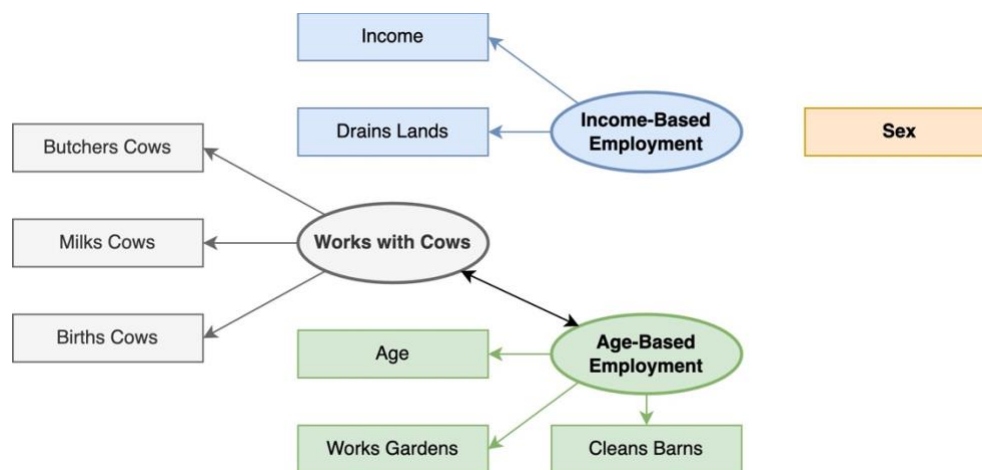 Income
Drains Lands
Income-Based
Employment
Sex
Butchers Cows
Milks Cows
Works with Cows
Births Cows
Age
Age-Based
Employment
Works Gardens
Cleans Barns